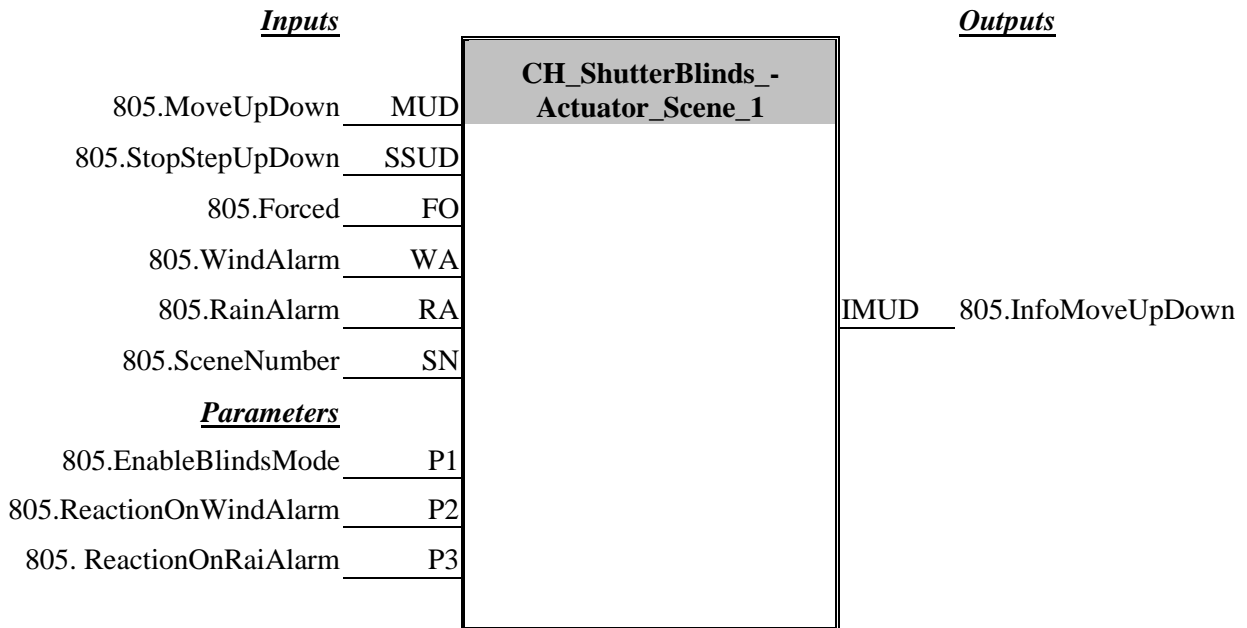 Inputs
Outputs
CH_ShutterBlinds_-
Actuator_Scene_1
805.MoveUpDown MUD
805.StopStepUpDown SSUD
805.Forced FO
805.WindAlarm WA
805.RainAlarm RA
IMUD 805.InfoMoveUpDown
805.SceneNumber SN
Parameters
805.EnableBlindsMode P1
805.ReactionOnWindAlarm P2
805. ReactionOnRaiAlarm P3